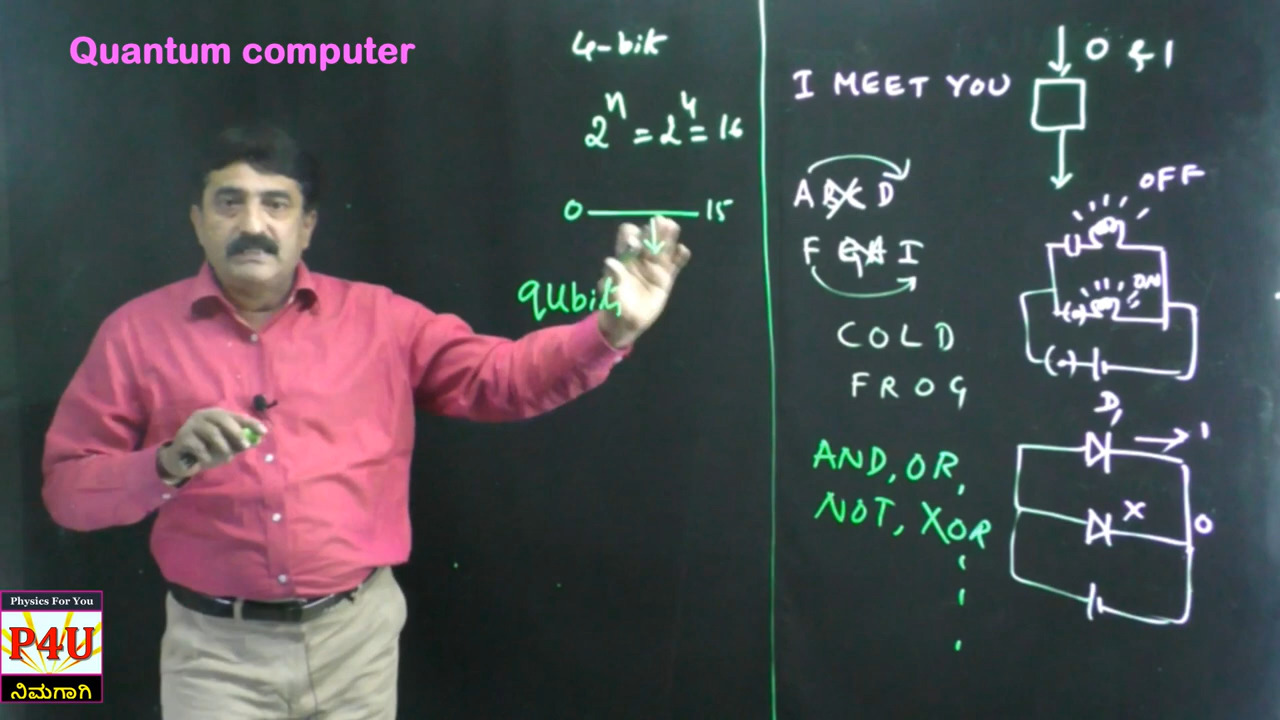 Quantum computer
4-bit
2^n = 2^4 = 16
0 15
qubit
I MEET YOU
0 & 1
A B C D
F G H I
COLD
FROG
AND, OR,
NOT, XOR
OFF
ON
D1
1
X
0
Physics For You
P4U
ನಿಮಗಾಗಿ